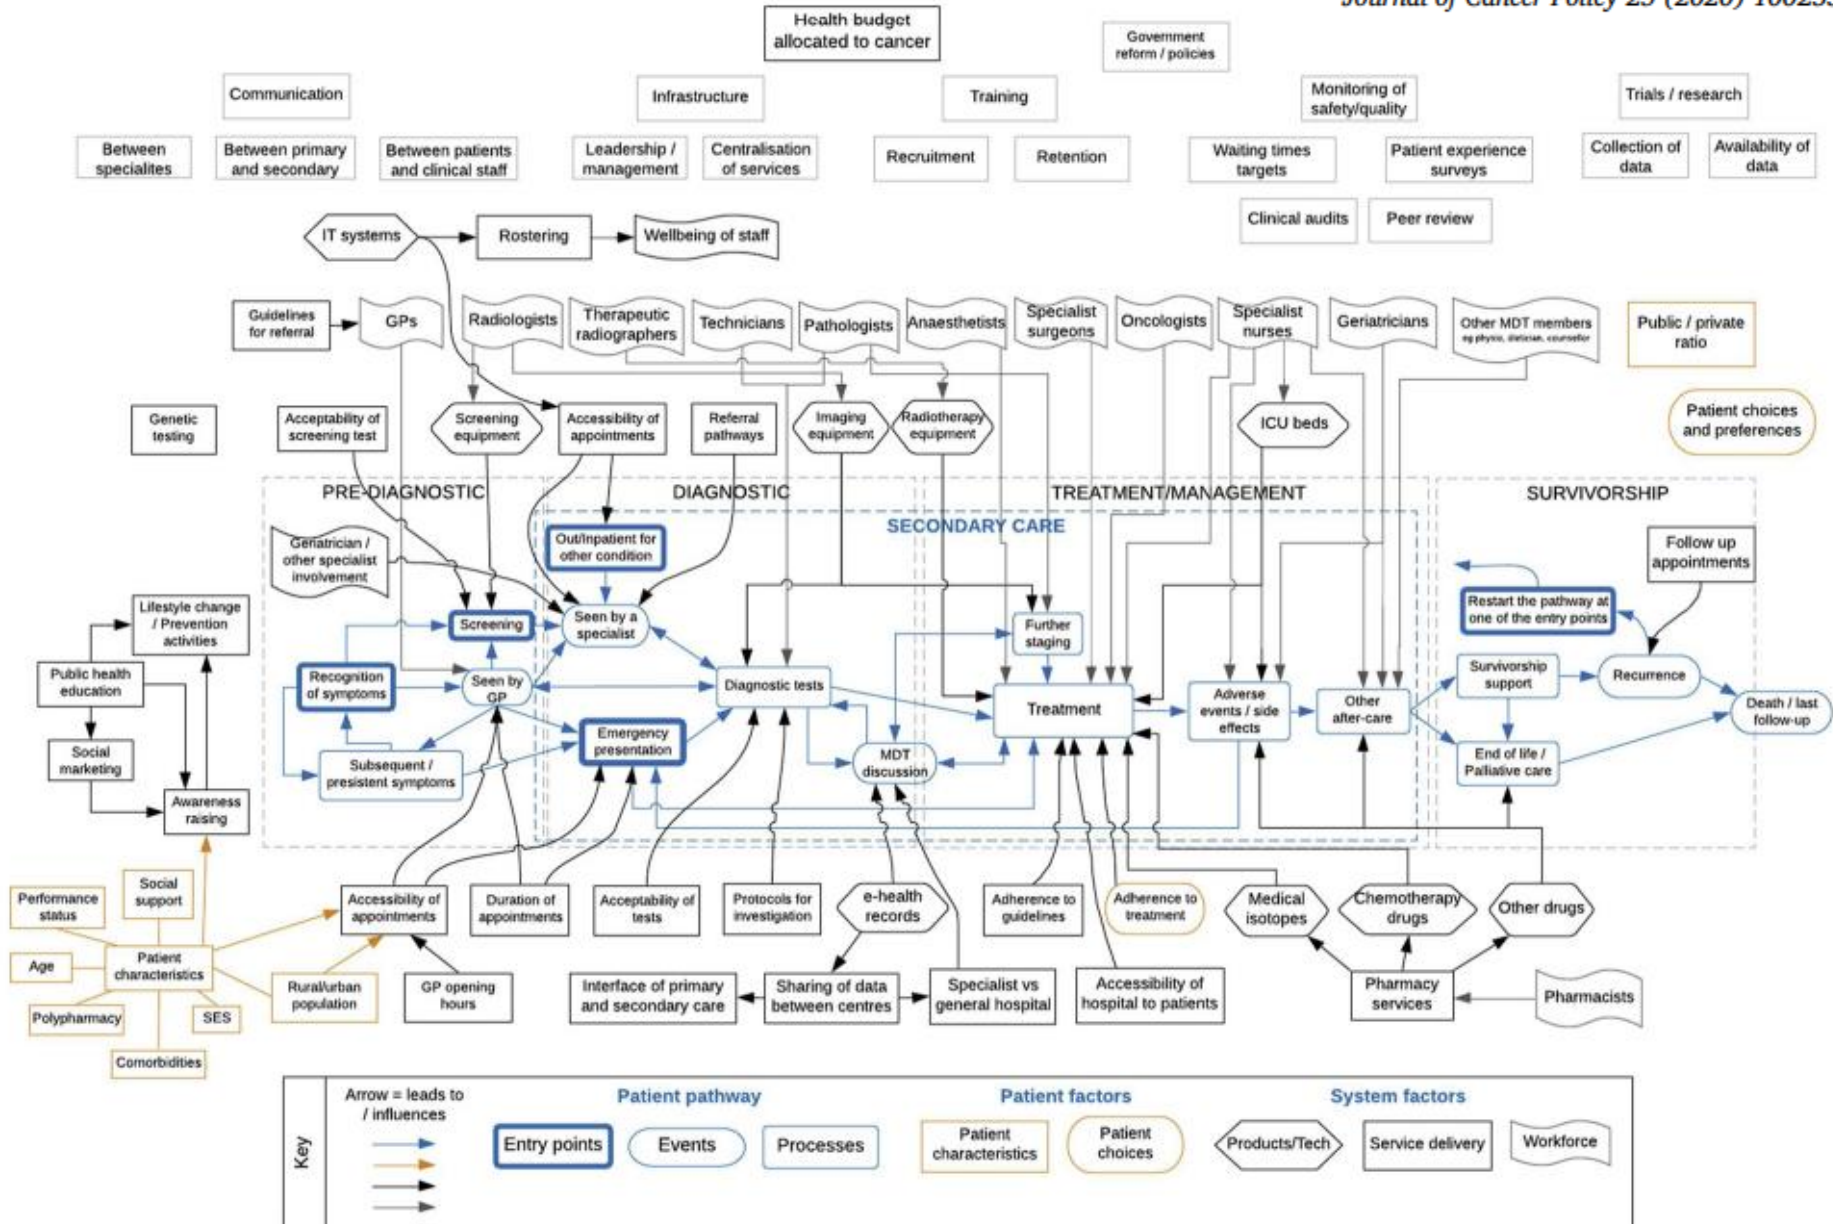 Journal of Cancer Policy 25 (2020) 100255
Health budget
allocated to cancer
Government
reform / policies
Communication
Infrastructure
Training
Monitoring of
safety/quality
Trials / research
Between
specialites
Between primary
and secondary
Between patients
and clinical staff
Leadership /
management
Centralisation
of services
Recruitment
Retention
Waiting times
targets
Patient experience
surveys
Collection of
data
Availability of
data
Clinical audits
Peer review
IT systems
Rostering
Wellbeing of staff
Guidelines
for referral
GPs
Radiologists
Therapeutic
radiographers
Technicians
Pathologists
Anaesthetists
Specialist
surgeons
Oncologists
Specialist
nurses
Geriatricians
Other MDT members
eg physio, dietician, counsellor
Public / private
ratio
Genetic
testing
Acceptability of
screening test
Screening
equipment
Accessibility of
appointments
Referral
pathways
Imaging
equipment
Radiotherapy
equipment
ICU beds
Patient choices
and preferences
PRE-DIAGNOSTIC
DIAGNOSTIC
TREATMENT/MANAGEMENT
SURVIVORSHIP
SECONDARY CARE
Geriatrician /
other specialist
involvement
Out/Inpatient for
other condition
Follow up
appointments
Lifestyle change
/ Prevention
activities
Screening
Seen by a
specialist
Further
staging
Restart the pathway at
one of the entry points
Public health
education
Recognition
of symptoms
Seen by
GP
Diagnostic tests
Treatment
Adverse
events / side
effects
Other
after-care
Survivorship
support
Recurrence
Death / last
follow-up
Social
marketing
Subsequent /
presistent symptoms
Emergency
presentation
MDT
discussion
End of life /
Palliative care
Awareness
raising
Performance
status
Social
support
Accessibility of
appointments
Duration of
appointments
Acceptability of
tests
Protocols for
investigation
e-health
records
Adherence to
guidelines
Adherence to
treatment
Medical
isotopes
Chemotherapy
drugs
Other drugs
Age
Patient
characteristics
Rural/urban
population
GP opening
hours
Interface of primary
and secondary care
Sharing of data
between centres
Specialist vs
general hospital
Accessibility of
hospital to patients
Pharmacy
services
Pharmacists
Polypharmacy
SES
Comorbidities
Key
Arrow = leads to
/ influences
Patient pathway
Patient factors
System factors
Entry points
Events
Processes
Patient
characteristics
Patient
choices
Products/Tech
Service delivery
Workforce